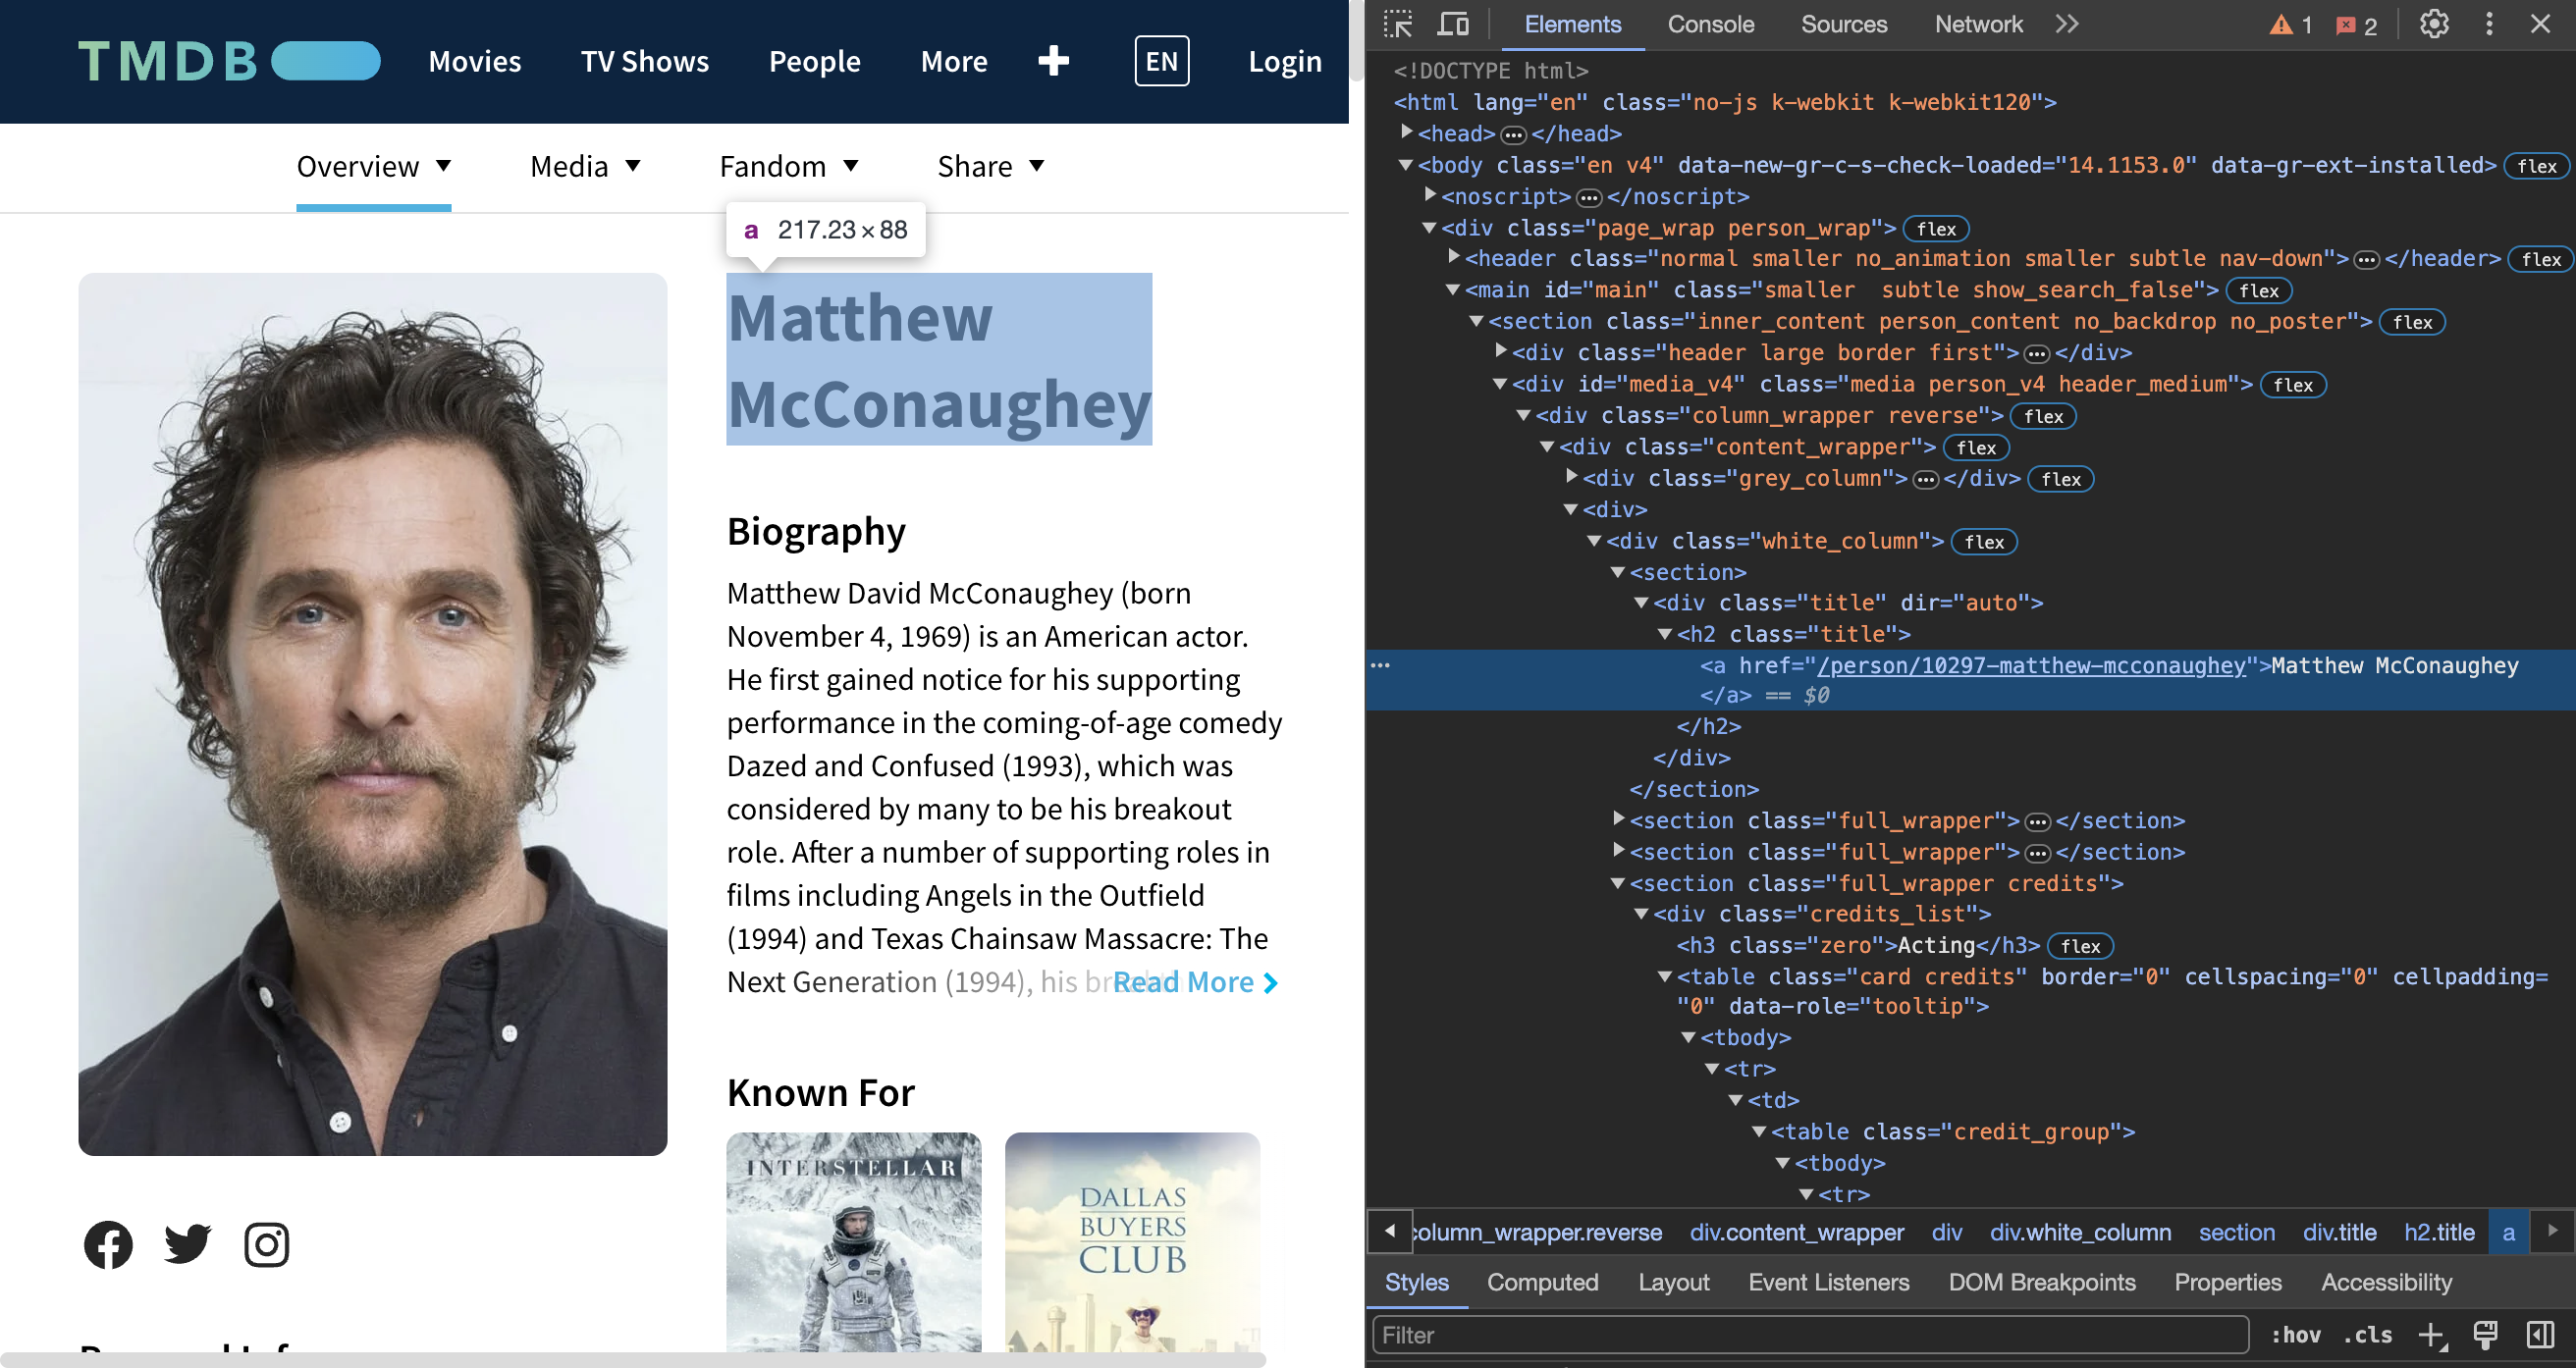 TMDB Movies TV Shows People More EN Login
Overview Media Fandom Share
a 217.23 × 88
Matthew
McConaughey
Biography
Matthew David McConaughey (born
November 4, 1969) is an American actor.
He first gained notice for his supporting
performance in the coming-of-age comedy
Dazed and Confused (1993), which was
considered by many to be his breakout
role. After a number of supporting roles in
films including Angels in the Outfield
(1994) and Texas Chainsaw Massacre: The
Next Generation (1994), his Read More
Known For
INTERSTELLAR
DALLAS
BUYERS
CLUB
Elements Console Sources Network 1 2
<!DOCTYPE html>
<html lang="en" class="no-js k-webkit k-webkit120">
<head>…</head>
<body class="en v4" data-new-gr-c-s-check-loaded="14.1153.0" data-gr-ext-installed> flex
<noscript>…</noscript>
<div class="page_wrap person_wrap"> flex
<header class="normal smaller no_animation smaller subtle nav-down">…</header> flex
<main id="main" class="smaller  subtle show_search_false"> flex
<section class="inner_content person_content no_backdrop no_poster"> flex
<div class="header large border first">…</div>
<div id="media_v4" class="media person_v4 header_medium"> flex
<div class="column_wrapper reverse"> flex
<div class="content_wrapper"> flex
<div class="grey_column">…</div> flex
<div>
<div class="white_column"> flex
<section>
<div class="title" dir="auto">
<h2 class="title">
… <a href="/person/10297-matthew-mcconaughey">Matthew McConaughey
</a> == $0
</h2>
</div>
</section>
<section class="full_wrapper">…</section>
<section class="full_wrapper">…</section>
<section class="full_wrapper credits">
<div class="credits_list">
<h3 class="zero">Acting</h3> flex
<table class="card credits" border="0" cellspacing="0" cellpadding=
"0" data-role="tooltip">
<tbody>
<tr>
<td>
<table class="credit_group">
<tbody>
<tr>
column_wrapper.reverse div.content_wrapper div div.white_column section div.title h2.title a
Styles Computed Layout Event Listeners DOM Breakpoints Properties Accessibility
Filter :hov .cls